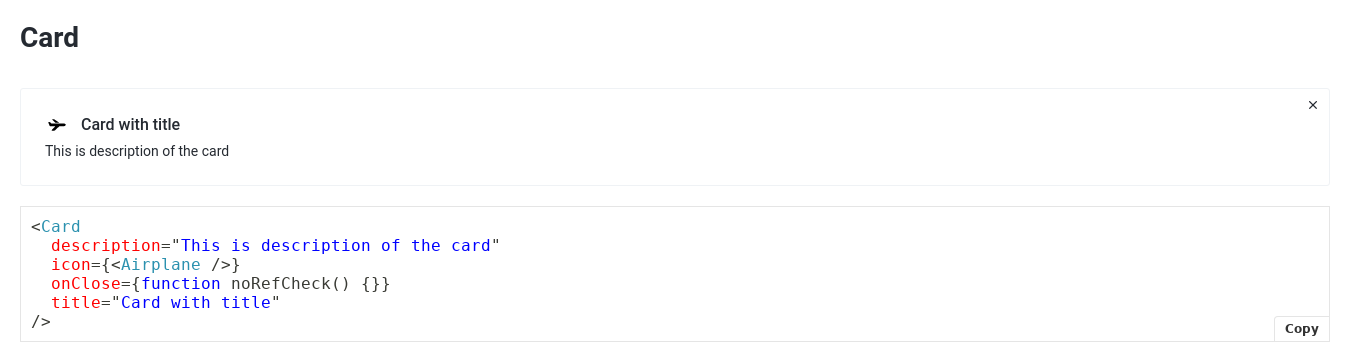 Card
Card with title
This is description of the card
<Card
  description="This is description of the card"
  icon={<Airplane />}
  onClose={function noRefCheck() {}}
  title="Card with title"
/>
Copy